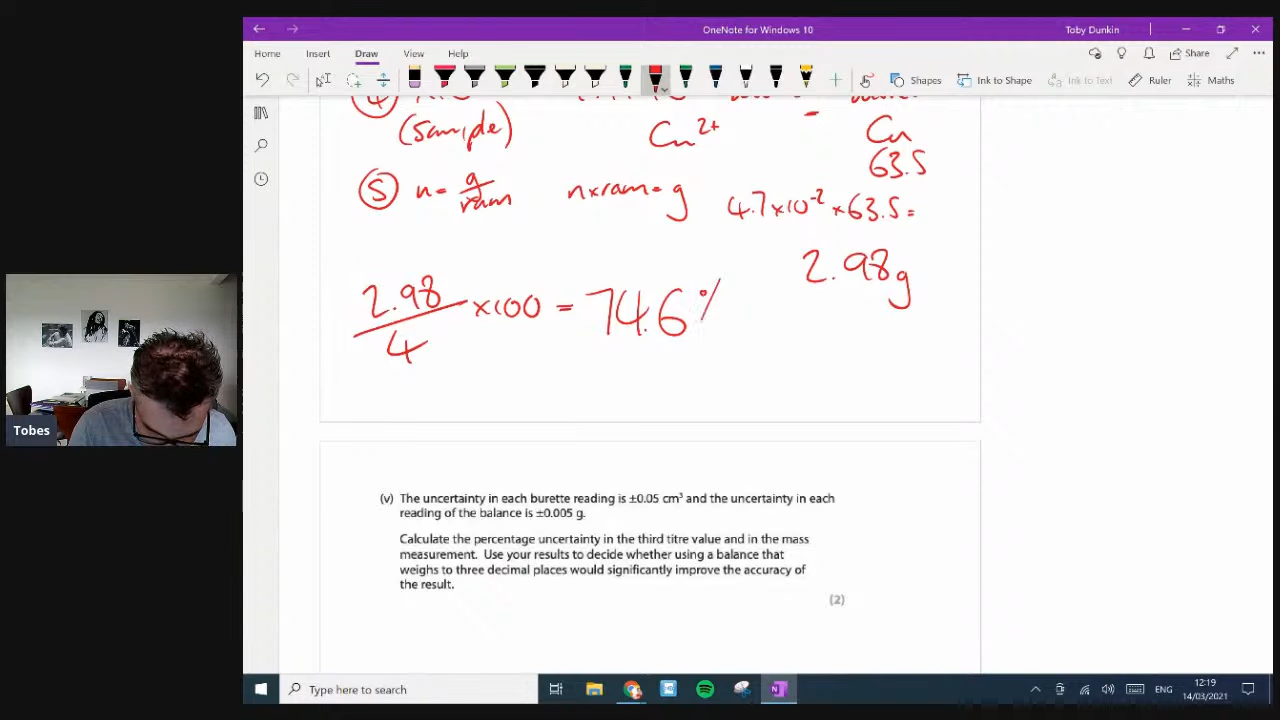 OneNote for Windows 10
Toby Dunkin
Home Insert Draw View Help
Share
Shapes Ink to Shape Ink to Text Ruler Maths
4
(sample) Cu²⁺ = Cu
63.5
5 n = g/ram n×ram = g 4.7×10⁻² ×63.5 =
2.98g
2.98/4 ×100 = 74.6%
(v) The uncertainty in each burette reading is ±0.05 cm³ and the uncertainty in each
reading of the balance is ±0.005 g.
Calculate the percentage uncertainty in the third titre value and in the mass
measurement. Use your results to decide whether using a balance that
weighs to three decimal places would significantly improve the accuracy of
the result.
(2)
Tobes
Type here to search
ENG
12:19
14/03/2021